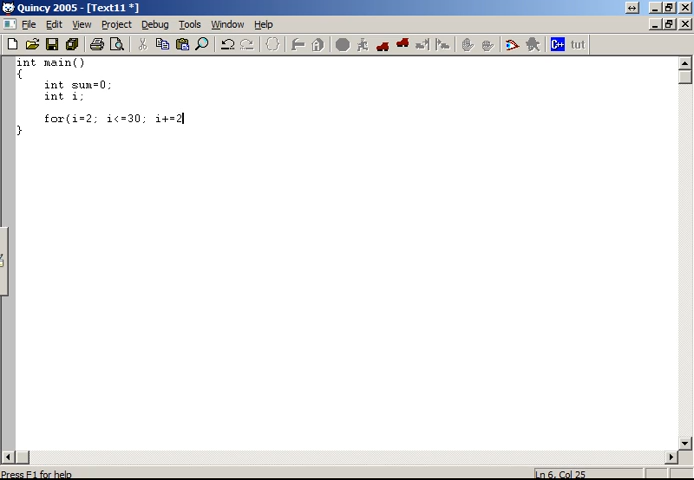 Quincy 2005 - [Text11 *]
File Edit View Project Debug Tools Window Help
C++ tut
int main()
{
    int sum=0;
    int i;
    for(i=2; i<=30; i+=2
}
Press F1 for help
Ln 6, Col 25